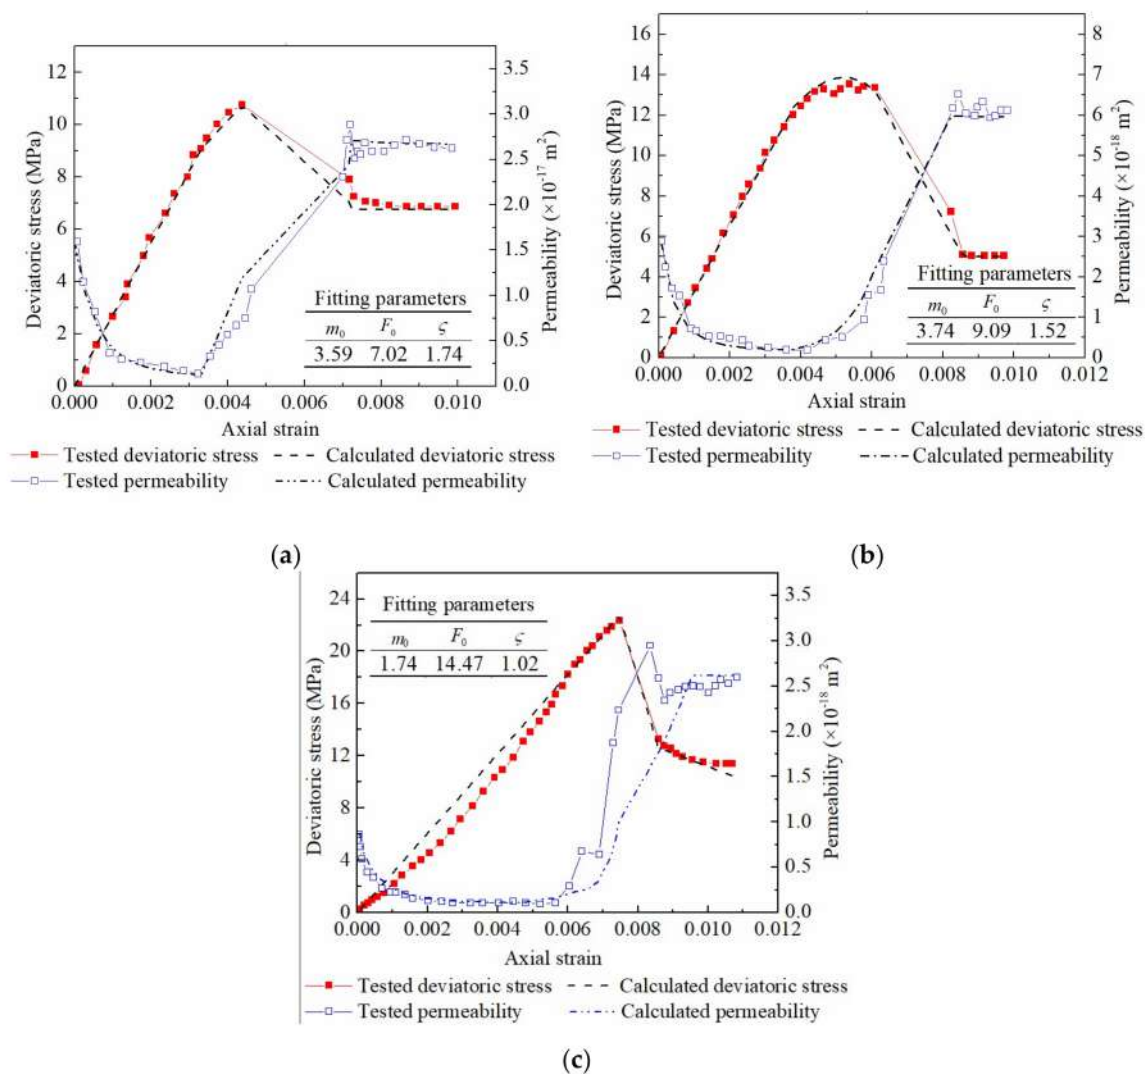 12
10
8
6
4
2
0
Deviatoric stress (MPa)
3.5
3.0
2.5
2.0
1.5
1.0
0.5
0.0
Permeability (×10⁻¹⁷ m²)
Fitting parameters
m₀ F₀ ς
3.59 7.02 1.74
0.000 0.002 0.004 0.006 0.008 0.010
Axial strain
Tested deviatoric stress
Calculated deviatoric stress
Tested permeability
Calculated permeability
(a)
16
14
12
10
8
6
4
2
0
Deviatoric stress (MPa)
8
7
6
5
4
3
2
1
0
Permeability (×10⁻¹⁸ m²)
Fitting parameters
m₀ F₀ ς
3.74 9.09 1.52
0.000 0.002 0.004 0.006 0.008 0.010 0.012
Axial strain
Tested deviatoric stress
Calculated deviatoric stress
Tested permeability
Calculated permeability
(b)
24
20
16
12
8
4
0
Deviatoric stress (MPa)
3.5
3.0
2.5
2.0
1.5
1.0
0.5
0.0
Permeability (×10⁻¹⁸ m²)
Fitting parameters
m₀ F₀ ς
1.74 14.47 1.02
0.000 0.002 0.004 0.006 0.008 0.010 0.012
Axial strain
Tested deviatoric stress
Calculated deviatoric stress
Tested permeability
Calculated permeability
(c)